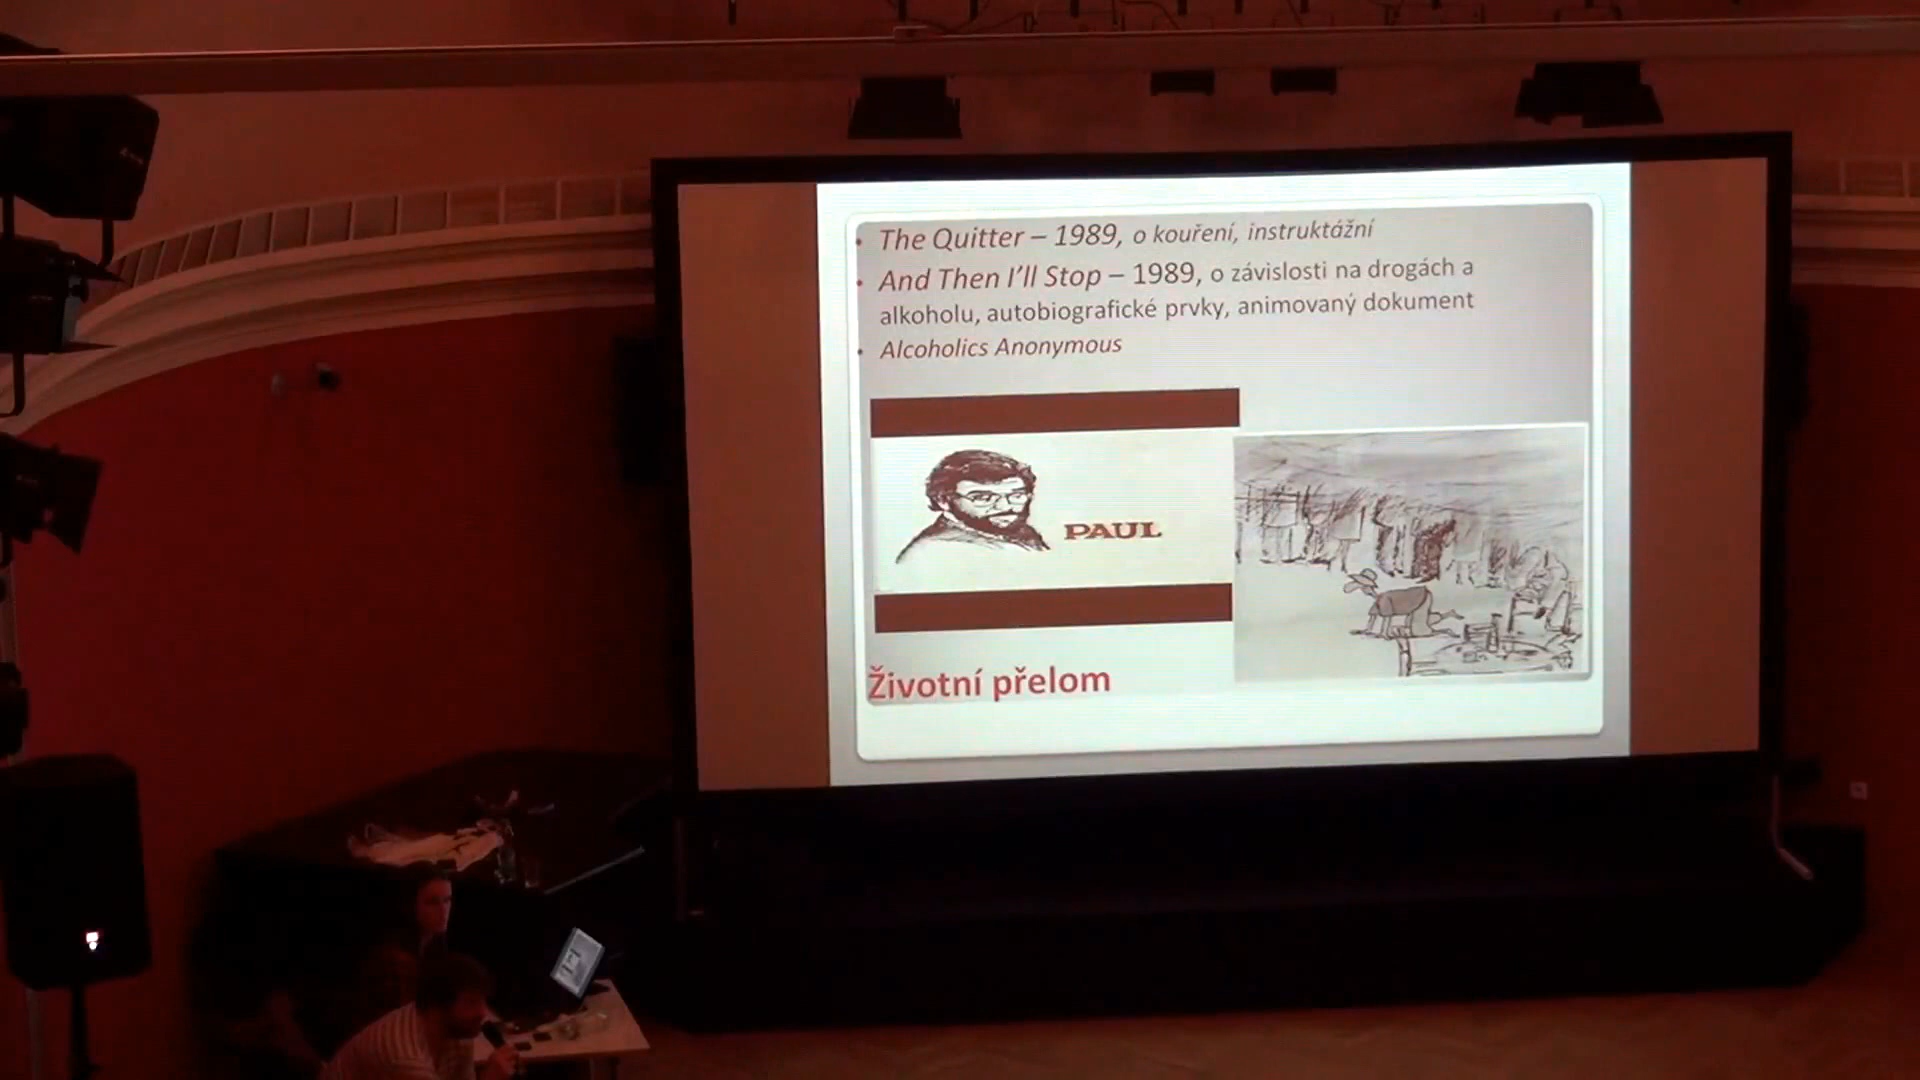 The Quitter – 1989, o kouření, instruktážní
And Then I'll Stop – 1989, o závislosti na drogách a
alkoholu, autobiografické prvky, animovaný dokument
Alcoholics Anonymous
PAUL
Životní přelom